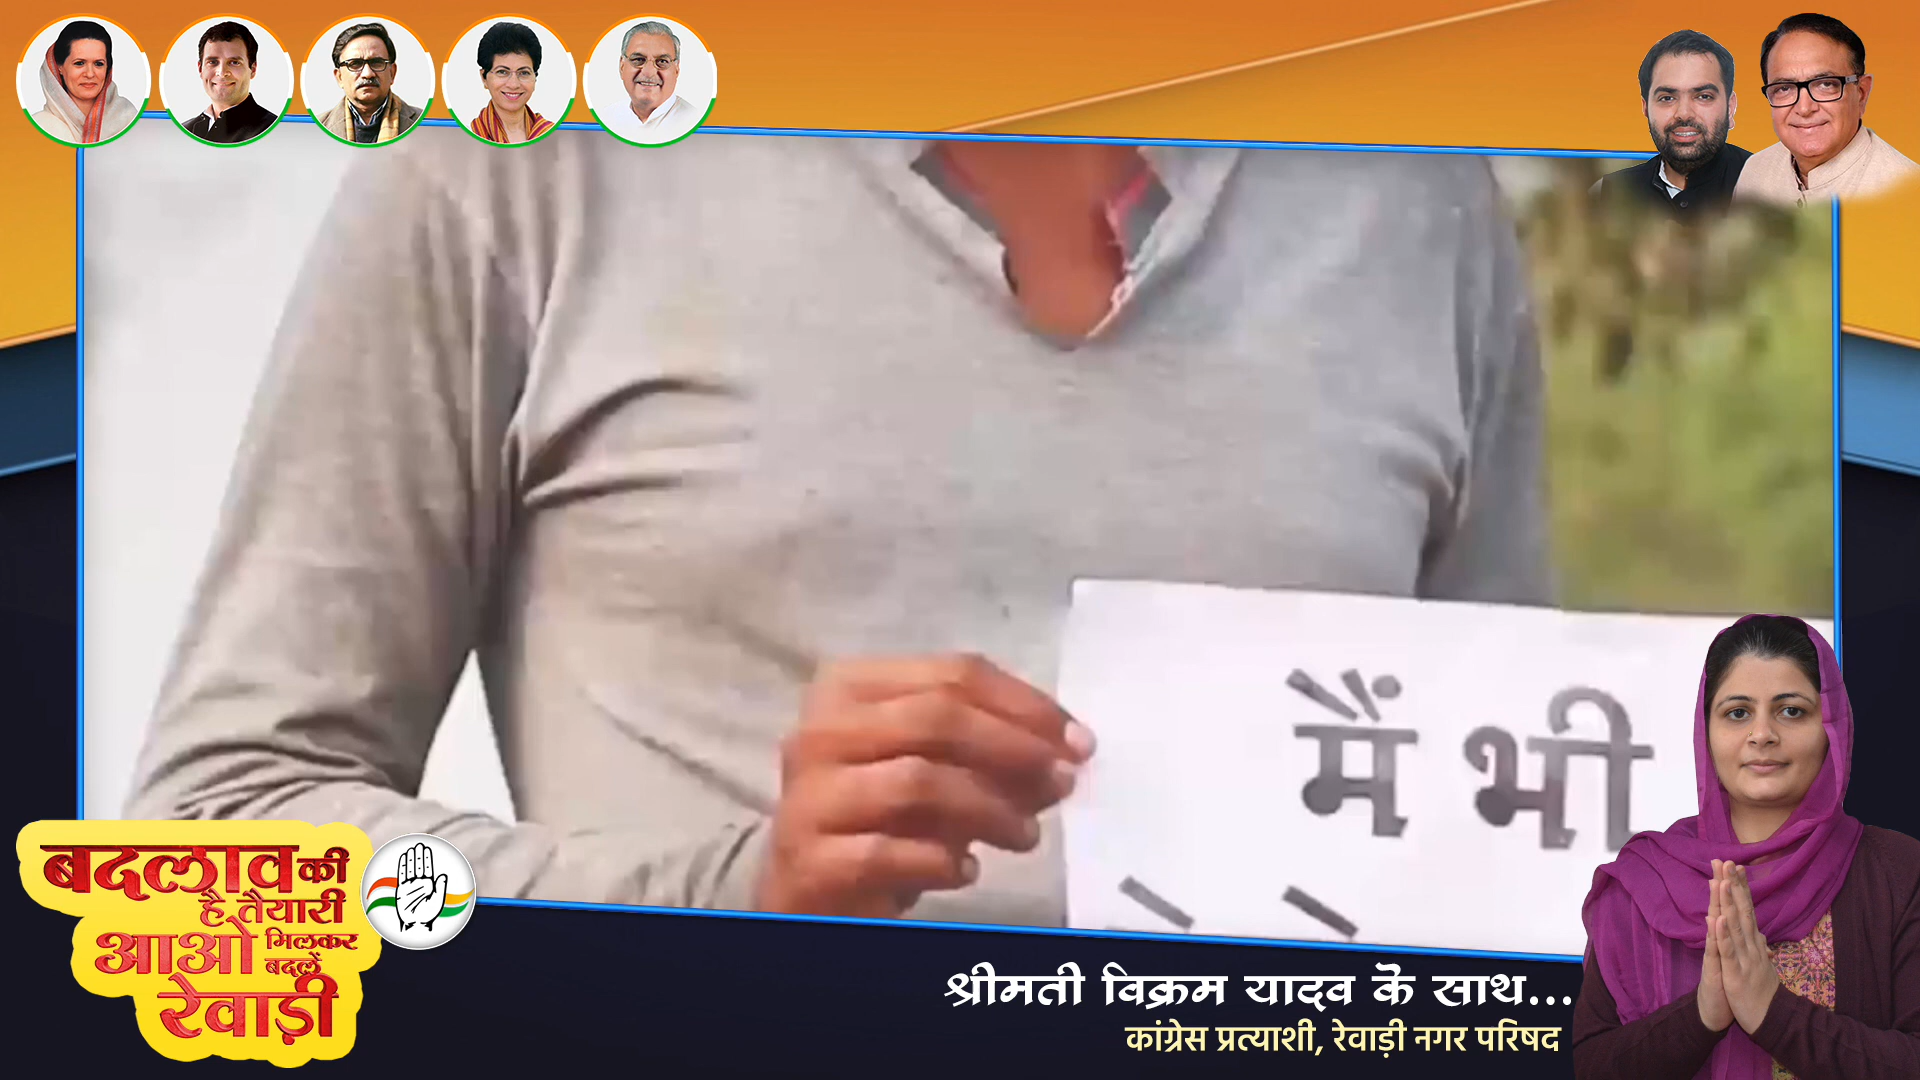 मैं भी
बदलाव की
है तैयारी
आओ मिलकर
बदलें
रेवाड़ी
श्रीमती विक्रम यादव के साथ...
कांग्रेस प्रत्याशी, रेवाड़ी नगर परिषद